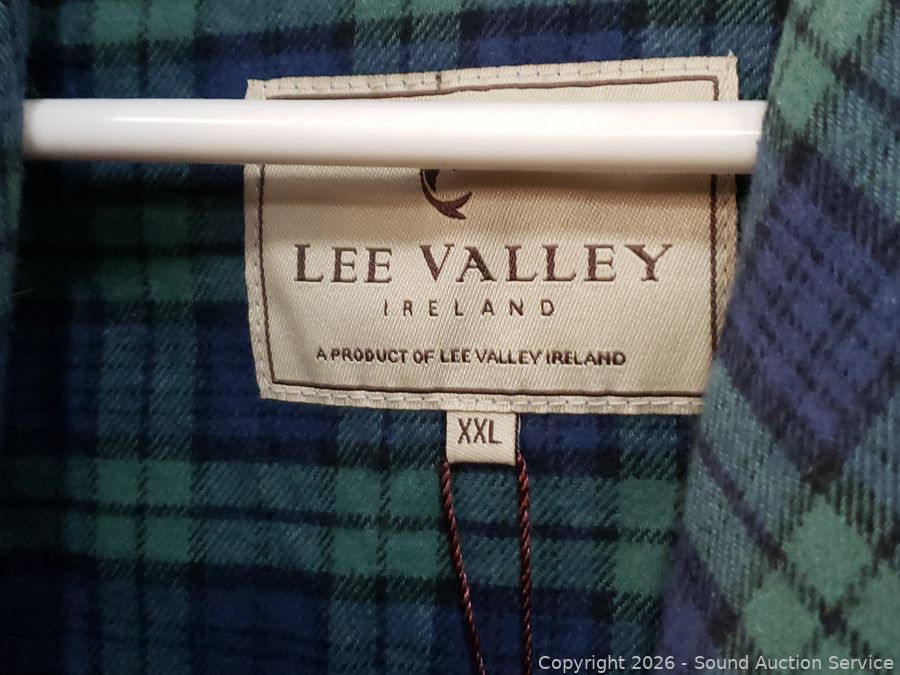 LEE VALLEY
IRELAND
A PRODUCT OF LEE VALLEY IRELAND
XXL
Copyright 2026 - Sound Auction Service